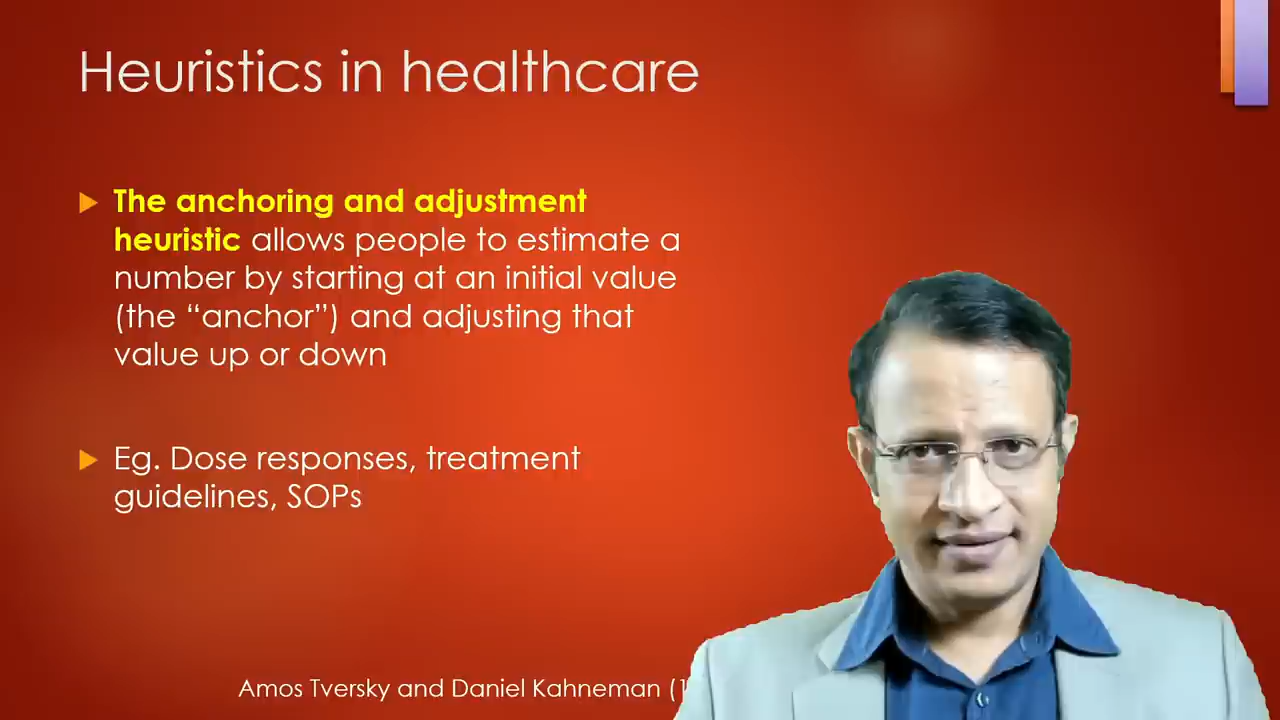 Heuristics in healthcare
The anchoring and adjustment
heuristic allows people to estimate a
number by starting at an initial value
(the “anchor”) and adjusting that
value up or down
Eg. Dose responses, treatment
guidelines, SOPs
Amos Tversky and Daniel Kahneman (